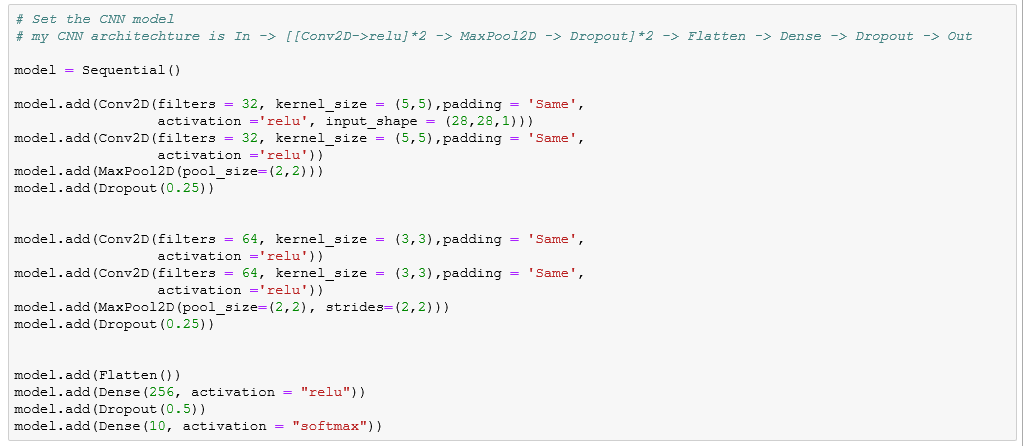 # Set the CNN model
# my CNN architechture is In -> [[Conv2D->relu]*2 -> MaxPool2D -> Dropout]*2 -> Flatten -> Dense -> Dropout -> Out
model = Sequential()
model.add(Conv2D(filters = 32, kernel_size = (5,5),padding = 'Same',
activation ='relu', input_shape = (28,28,1)))
model.add(Conv2D(filters = 32, kernel_size = (5,5),padding = 'Same',
activation ='relu'))
model.add(MaxPool2D(pool_size=(2,2)))
model.add(Dropout(0.25))
model.add(Conv2D(filters = 64, kernel_size = (3,3),padding = 'Same',
activation ='relu'))
model.add(Conv2D(filters = 64, kernel_size = (3,3),padding = 'Same',
activation ='relu'))
model.add(MaxPool2D(pool_size=(2,2), strides=(2,2)))
model.add(Dropout(0.25))
model.add(Flatten())
model.add(Dense(256, activation = "relu"))
model.add(Dropout(0.5))
model.add(Dense(10, activation = "softmax"))